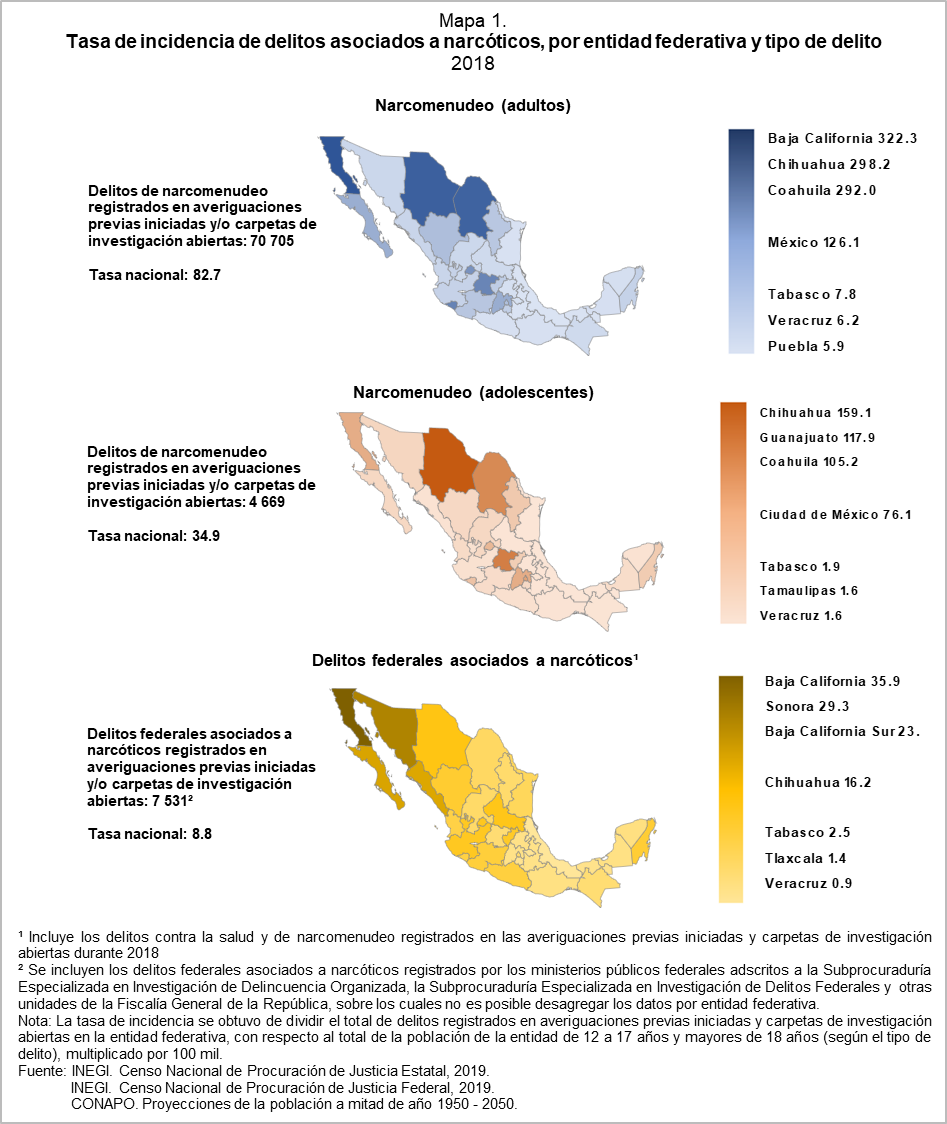 Mapa 1.
Tasa de incidencia de delitos asociados a narcóticos, por entidad federativa y tipo de delito
2018
Narcomenudeo (adultos)
Delitos de narcomenudeo
registrados en averiguaciones
previas iniciadas y/o carpetas de
investigación abiertas: 70 705
Tasa nacional: 82.7
Baja California 322.3
Chihuahua 298.2
Coahuila 292.0
México 126.1
Tabasco 7.8
Veracruz 6.2
Puebla 5.9
Narcomenudeo (adolescentes)
Delitos de narcomenudeo
registrados en averiguaciones
previas iniciadas y/o carpetas de
investigación abiertas: 4 669
Tasa nacional: 34.9
Chihuahua 159.1
Guanajuato 117.9
Coahuila 105.2
Ciudad de México 76.1
Tabasco 1.9
Tamaulipas 1.6
Veracruz 1.6
Delitos federales asociados a narcóticos¹
Delitos federales asociados a
narcóticos registrados en
averiguaciones previas iniciadas
y/o carpetas de investigación
abiertas: 7 531²
Tasa nacional: 8.8
Baja California 35.9
Sonora 29.3
Baja California Sur 23.
Chihuahua 16.2
Tabasco 2.5
Tlaxcala 1.4
Veracruz 0.9
¹ Incluye los delitos contra la salud y de narcomenudeo registrados en las averiguaciones previas iniciadas y carpetas de investigación
abiertas durante 2018
² Se incluyen los delitos federales asociados a narcóticos registrados por los ministerios públicos federales adscritos a la Subprocuraduría
Especializada en Investigación de Delincuencia Organizada, la Subprocuraduría Especializada en Investigación de Delitos Federales y otras
unidades de la Fiscalía General de la República, sobre los cuales no es posible desagregar los datos por entidad federativa.
Nota: La tasa de incidencia se obtuvo de dividir el total de delitos registrados en averiguaciones previas iniciadas y carpetas de investigación
abiertas en la entidad federativa, con respecto al total de la población de la entidad de 12 a 17 años y mayores de 18 años (según el tipo de
delito), multiplicado por 100 mil.
Fuente: INEGI. Censo Nacional de Procuración de Justicia Estatal, 2019.
INEGI. Censo Nacional de Procuración de Justicia Federal, 2019.
CONAPO. Proyecciones de la población a mitad de año 1950 - 2050.